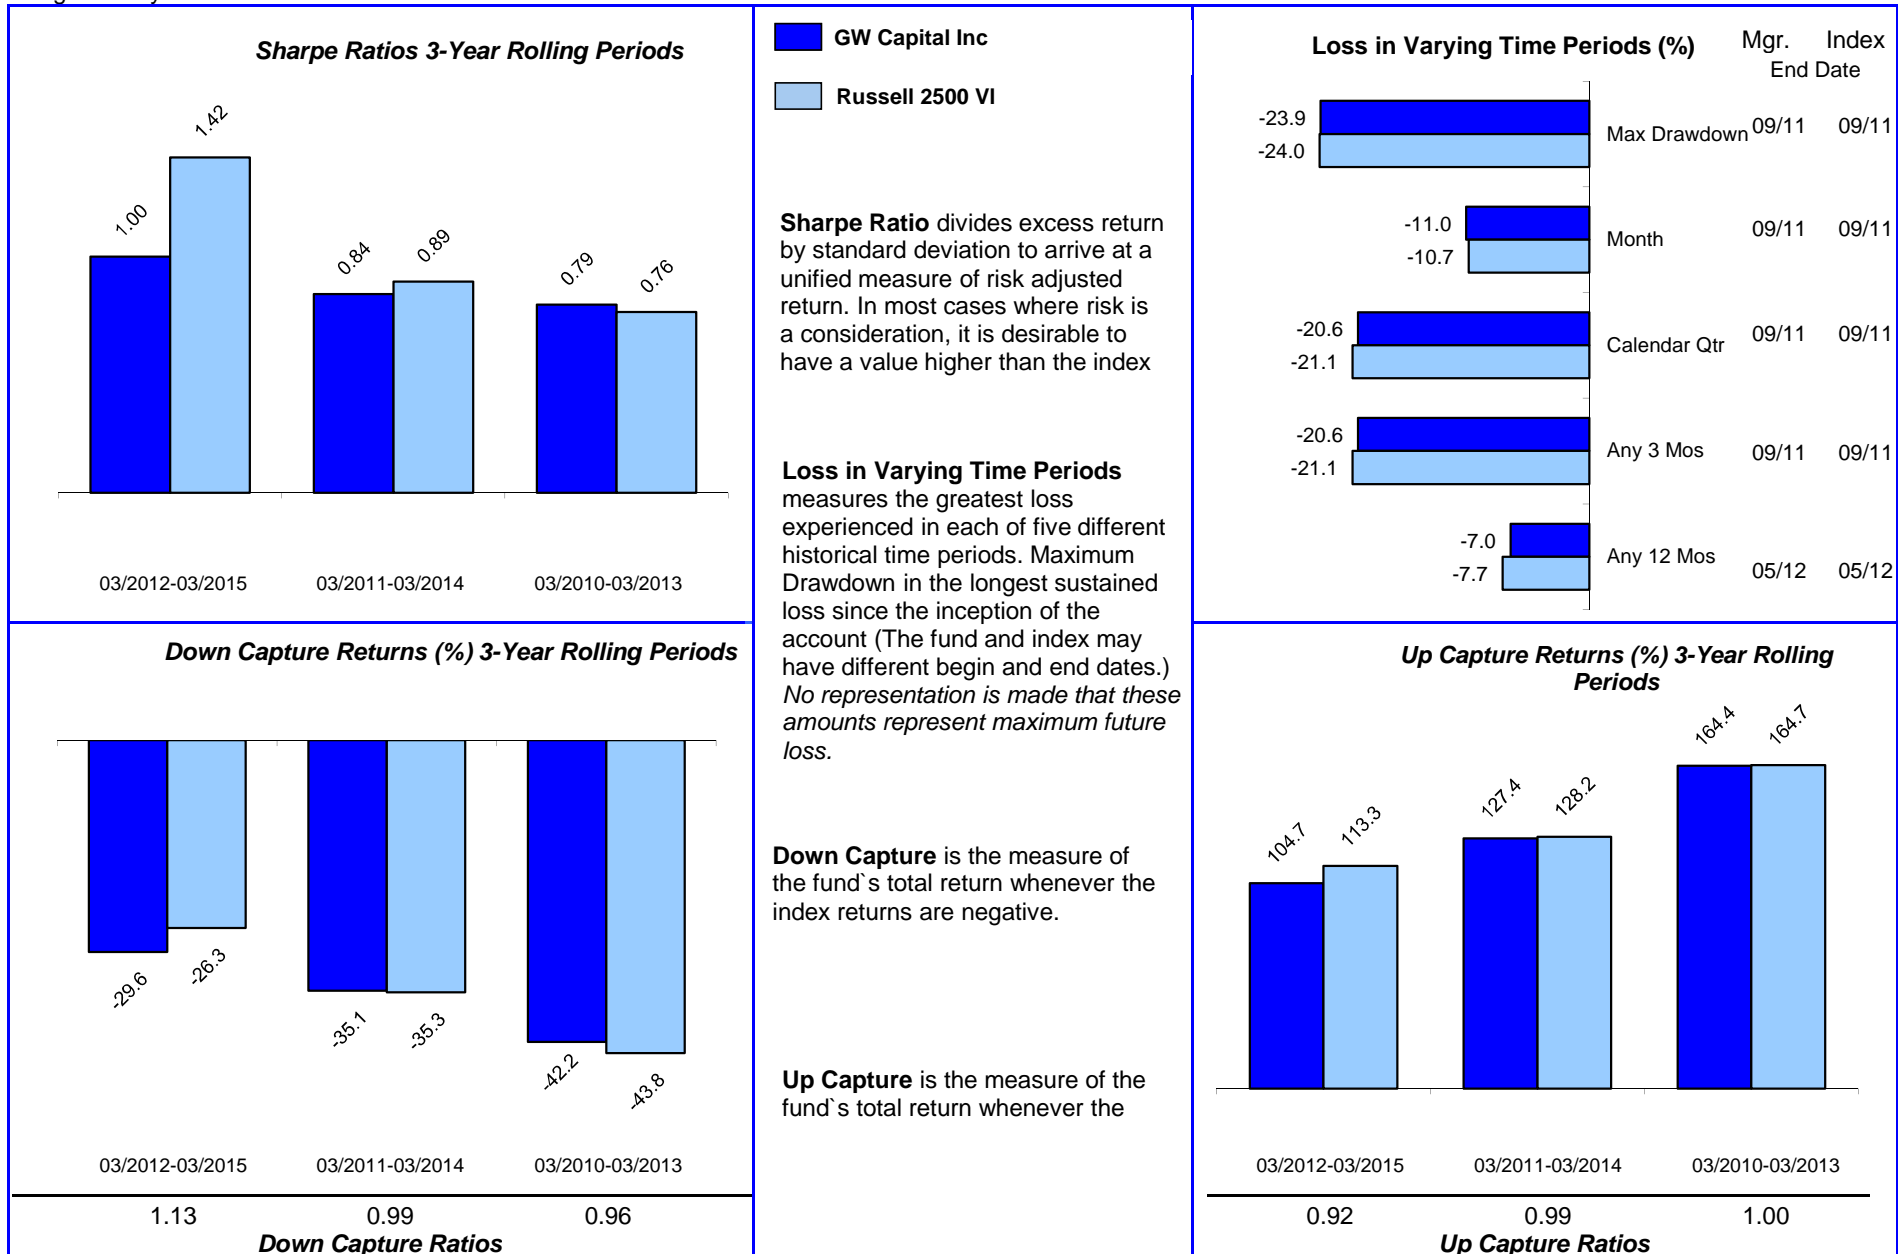 Sharpe Ratios 3-Year Rolling Periods
1.00
1.42
0.84
0.89
0.79
0.76
03/2012-03/2015
03/2011-03/2014
03/2010-03/2013
GW Capital Inc
Russell 2500 Vl
Sharpe Ratio divides excess return
by standard deviation to arrive at a
unified measure of risk adjusted
return. In most cases where risk is
a consideration, it is desirable to
have a value higher than the index
Loss in Varying Time Periods
measures the greatest loss
experienced in each of five different
historical time periods. Maximum
Drawdown in the longest sustained
loss since the inception of the
account (The fund and index may
have different begin and end dates.)
No representation is made that these
amounts represent maximum future
loss.
Down Capture is the measure of
the fund`s total return whenever the
index returns are negative.
Up Capture is the measure of the
fund`s total return whenever the
Loss in Varying Time Periods (%) Mgr. Index
End Date
-23.9
-24.0
Max Drawdown 09/11 09/11
-11.0
-10.7
Month 09/11 09/11
-20.6
-21.1
Calendar Qtr 09/11 09/11
-20.6
-21.1
Any 3 Mos 09/11 09/11
-7.0
-7.7
Any 12 Mos 05/12 05/12
Down Capture Returns (%) 3-Year Rolling Periods
-29.6
-26.3
-35.1
-35.3
-42.2
-43.8
03/2012-03/2015
03/2011-03/2014
03/2010-03/2013
1.13 0.99 0.96
Down Capture Ratios
Up Capture Returns (%) 3-Year Rolling
Periods
104.7
113.3
127.4
128.2
164.4
164.7
03/2012-03/2015
03/2011-03/2014
03/2010-03/2013
0.92 0.99 1.00
Up Capture Ratios